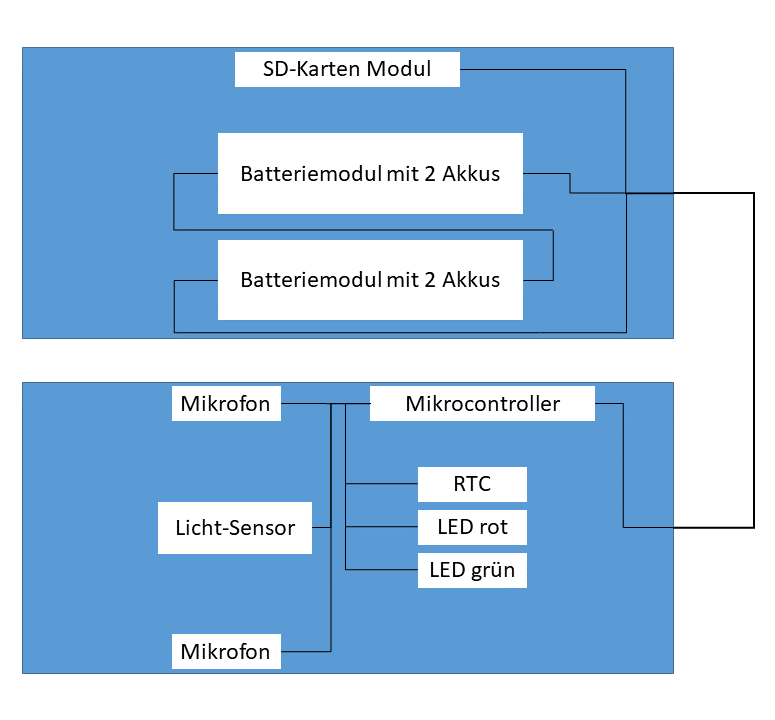 SD-Karten Modul
Batteriemodul mit 2 Akkus
Batteriemodul mit 2 Akkus
Mikrofon
Mikrocontroller
RTC
Licht-Sensor
LED rot
LED grün
Mikrofon